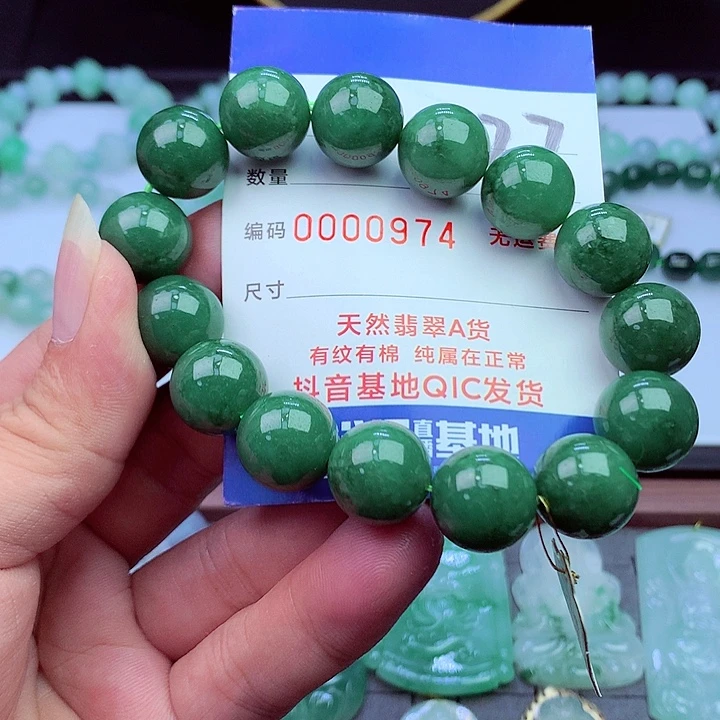 数量
编码 0000974
尺寸
天然翡翠A货
有纹有棉 纯属在正常
抖音基地QIC发货
基地